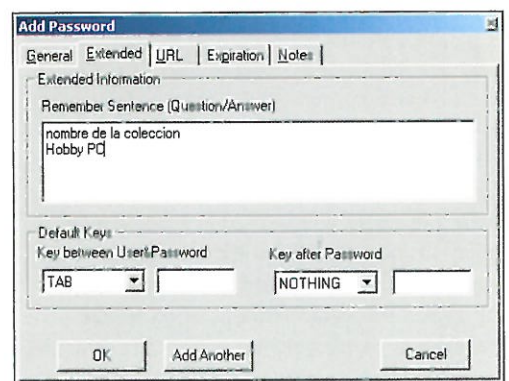 Add Password
General Extended URL Expiration Notes
Extended Information
Remember Sentence (Question/Answer)
nombre de la coleccion
Hobby PC
Default Keys
Key between User&Password Key after Password
TAB NOTHING
OK Add Another Cancel